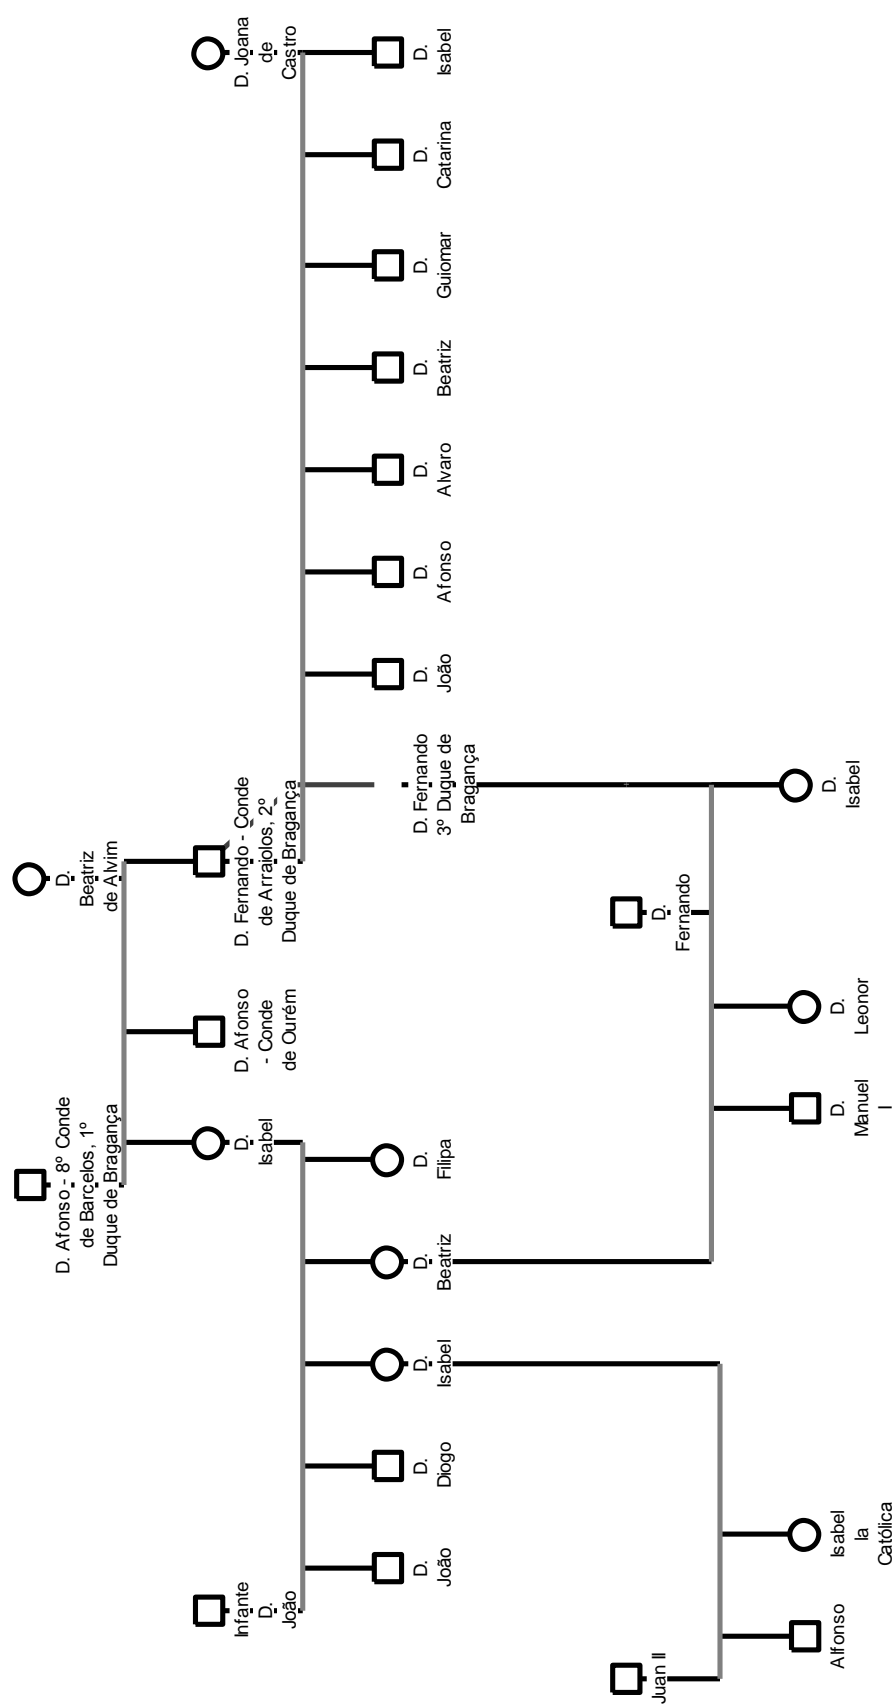 D. Afonso - 8º Conde
de Barcelos, 1º
Duque de Bragança
D.
Beatriz
de Alvim
Infante
D.
João
D.
Isabel
D. Afonso
- Conde
de Ourém
D. Fernando - Conde
de Arraiolos, 2º
Duque de Bragança
D. Joana
de
Castro
D.
João
D.
Diogo
D.
Isabel
D.
Beatriz
D.
Filipa
D. Fernando
3º Duque de
Bragança
D.
João
D.
Afonso
D.
Alvaro
D.
Beatriz
D.
Guiomar
D.
Catarina
D.
Isabel
Juan II
D.
Fernando
Alfonso
Isabel
la
Católica
D.
Manuel
I
D.
Leonor
D.
Isabel